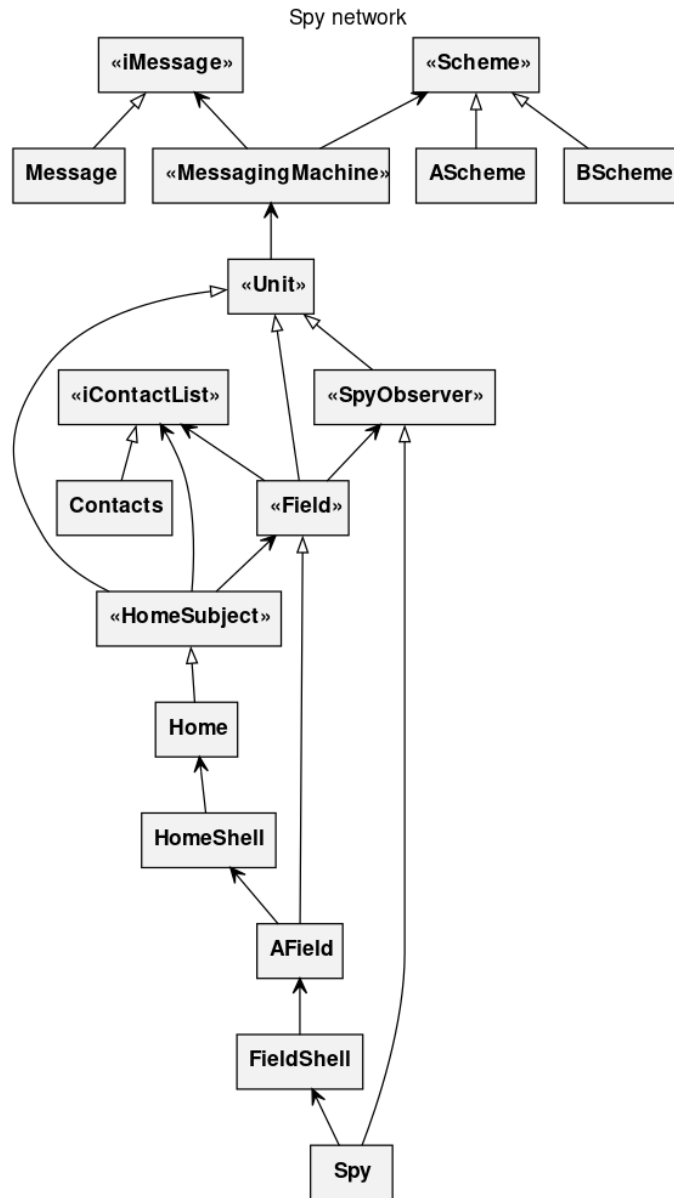 Spy network
«iMessage»
«Scheme»
Message
«MessagingMachine»
AScheme
BScheme
«Unit»
«iContactList»
«SpyObserver»
Contacts
«Field»
«HomeSubject»
Home
HomeShell
AField
FieldShell
Spy